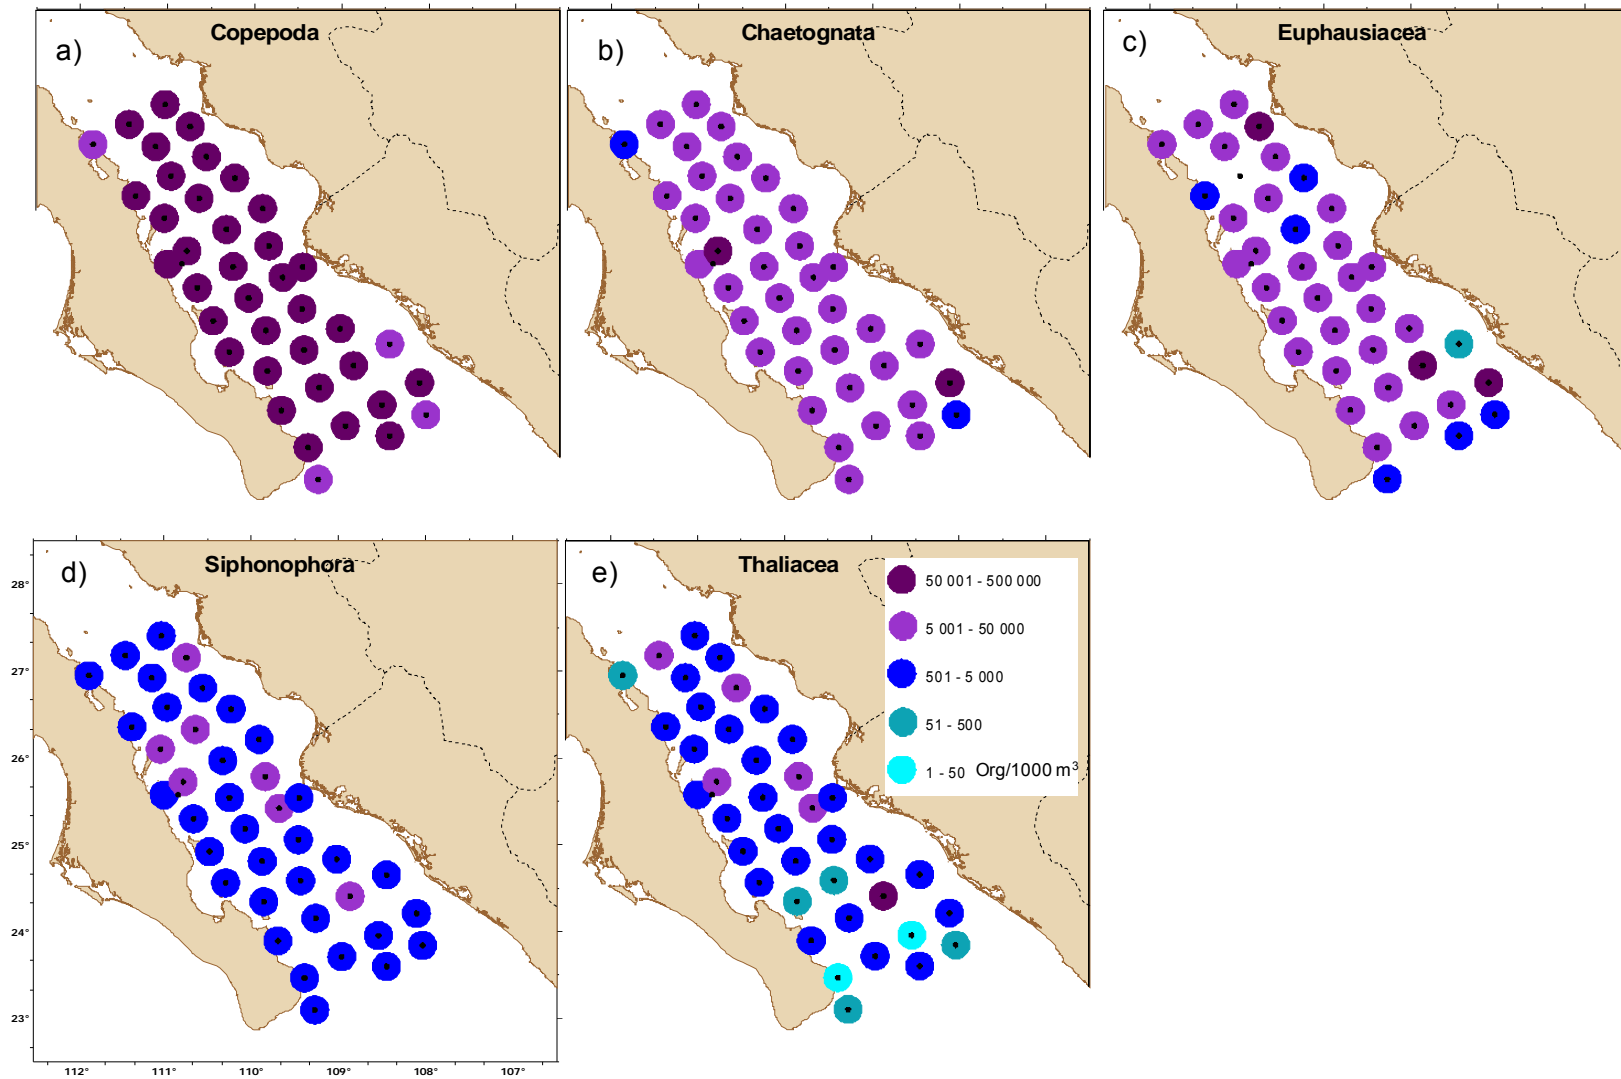 a)
Copepoda
b)
Chaetognata
c)
Euphausiacea
d)
Siphonophora
28°
27°
26°
25°
24°
23°
112°
111°
110°
109°
108°
107°
e)
Thaliacea
50 001 - 500 000
5 001 - 50 000
501 - 5 000
51 - 500
1 - 50 Org/1000 m³